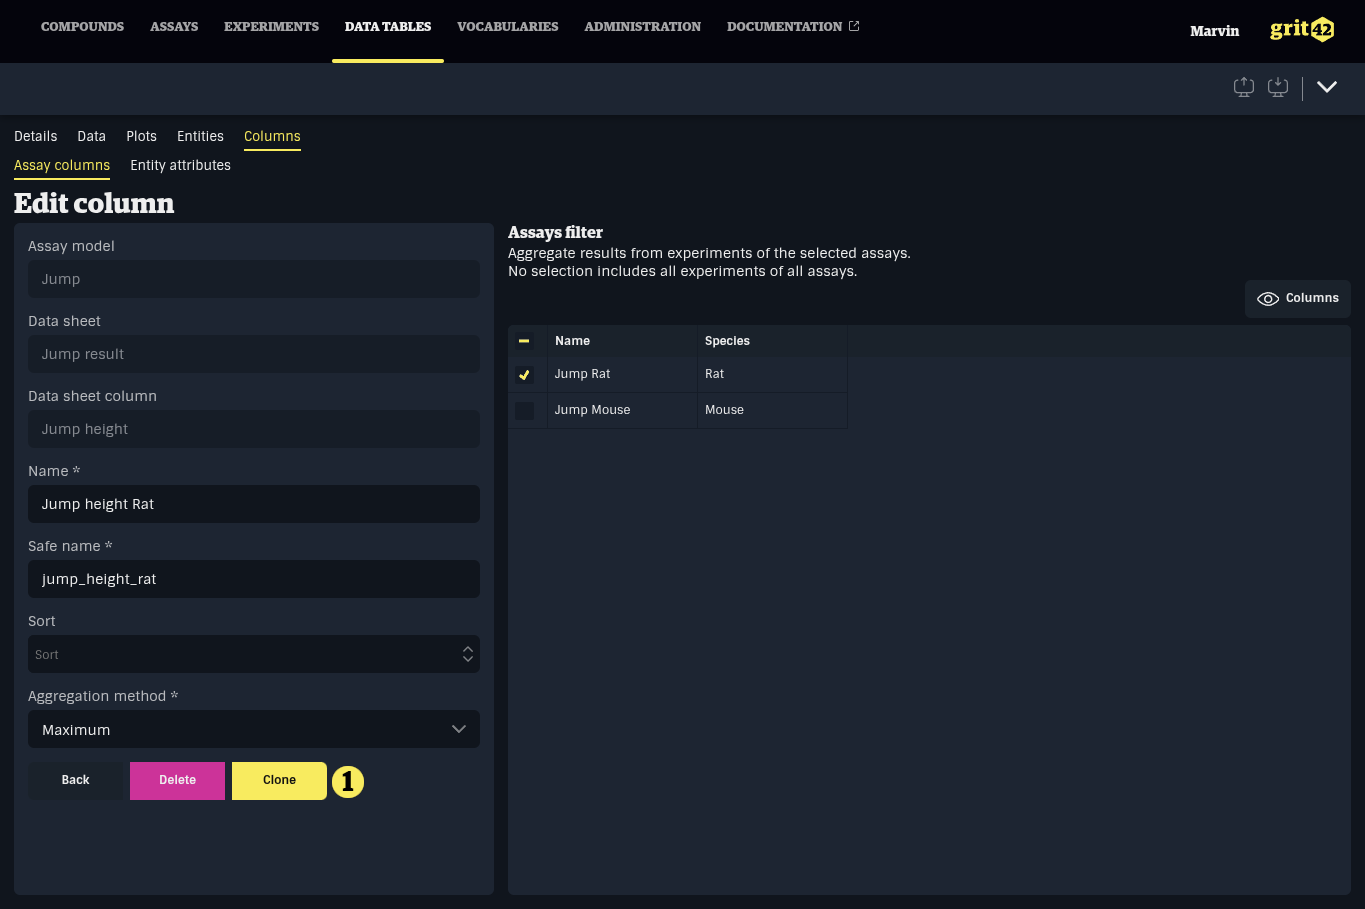 COMPOUNDS ASSAYS EXPERIMENTS DATA TABLES VOCABULARIES ADMINISTRATION DOCUMENTATION Marvin grit42
Details Data Plots Entities Columns
Assay columns Entity attributes
Edit column
Assay model
Jump
Data sheet
Jump result
Data sheet column
Jump height
Name *
Jump height Rat
Safe name *
jump_height_rat
Sort
Sort
Aggregation method *
Maximum
Back Delete Clone 1
Assays filter
Aggregate results from experiments of the selected assays.
No selection includes all experiments of all assays.
Columns
Name Species
Jump Rat Rat
Jump Mouse Mouse